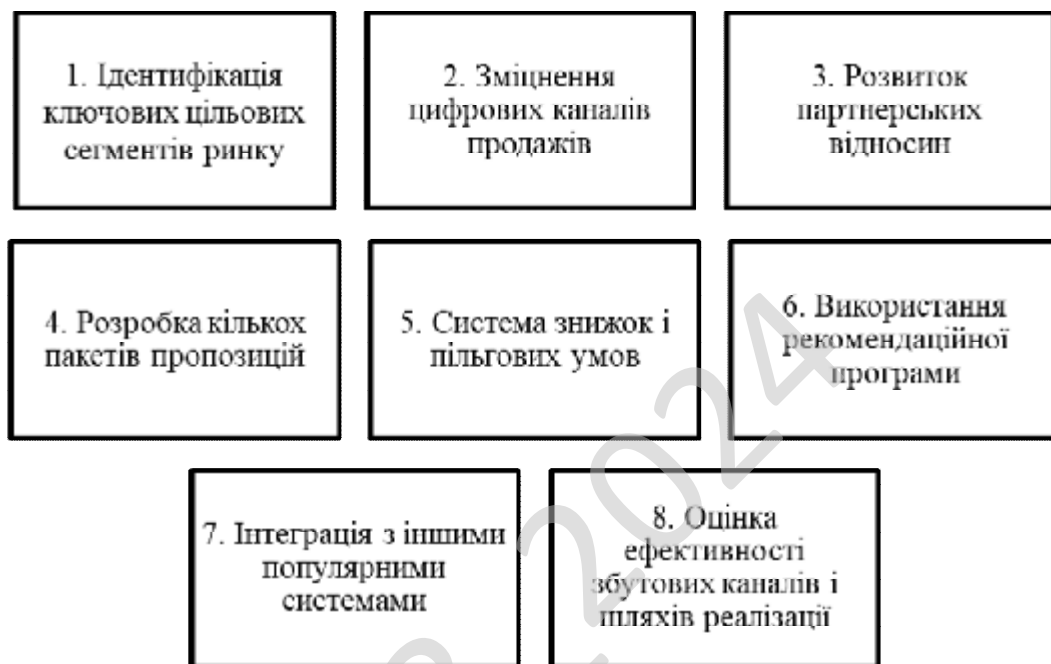 1. Ідентифікація
ключових цільових
сегментів ринку
2. Зміцнення
цифрових каналів
продажів
3. Розвиток
партнерських
відносин
4. Розробка кількох
пакетів пропозицій
5. Система знижок і
пільгових умов
6. Використання
рекомендаційної
програми
7. Інтеграція з іншими
популярними
системами
8. Оцінка
ефективності
збутових каналів і
шляхів реалізації
2024